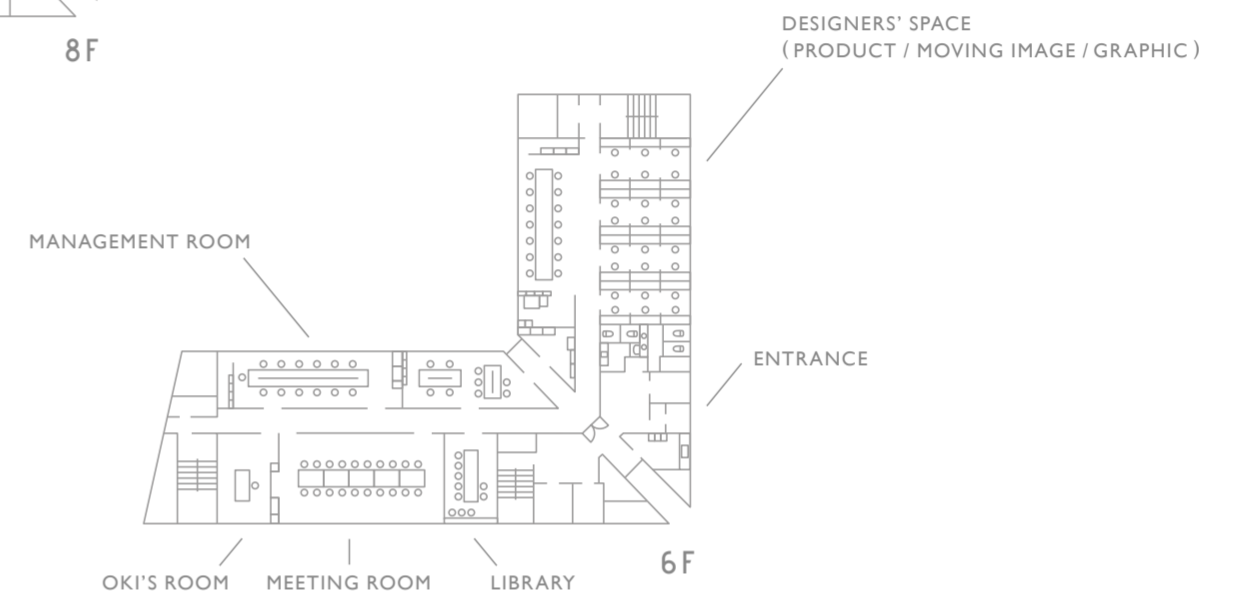 8F
DESIGNERS' SPACE
(PRODUCT / MOVING IMAGE / GRAPHIC)
MANAGEMENT ROOM
ENTRANCE
6F
OKI'S ROOM
MEETING ROOM
LIBRARY